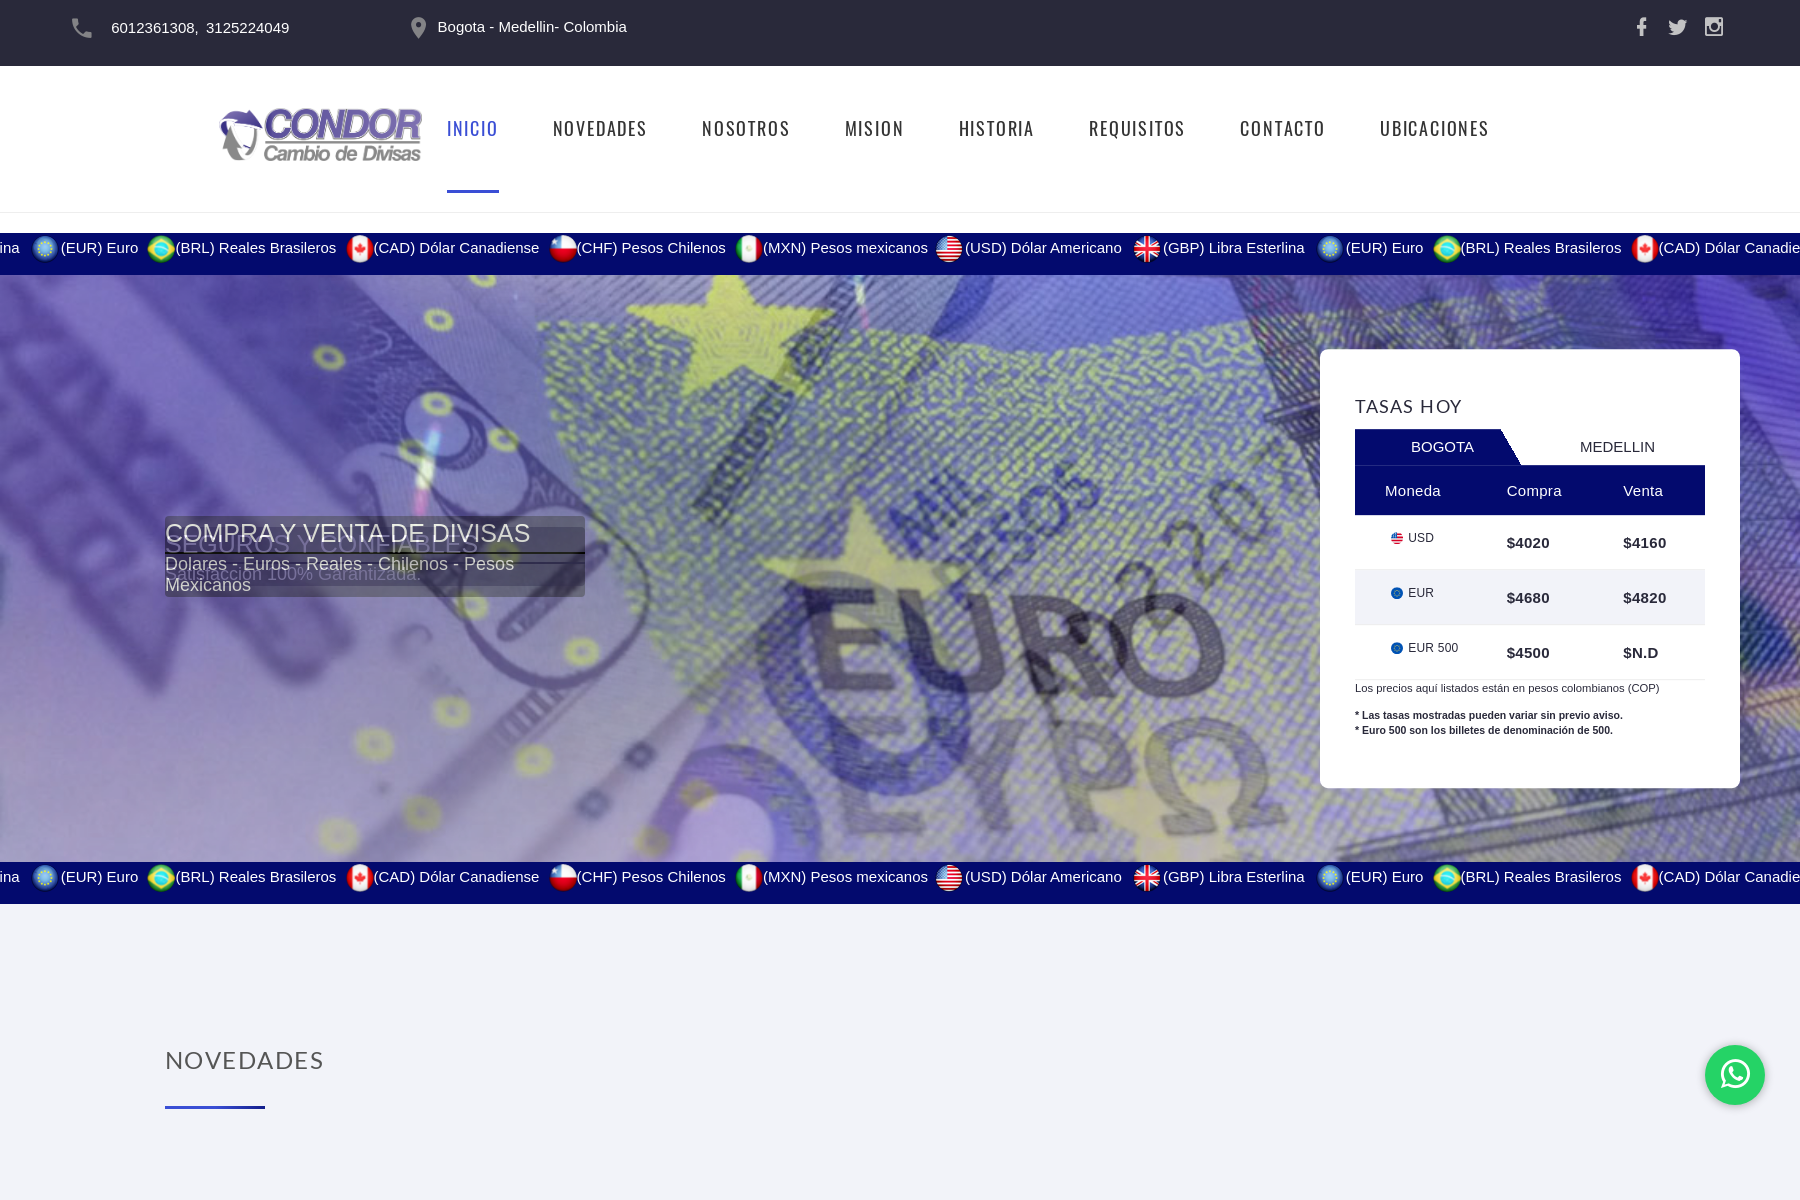 6012361308, 3125224049
Bogota - Medellin- Colombia
CONDOR
Cambio de Divisas
INICIO
NOVEDADES
NOSOTROS
MISION
HISTORIA
REQUISITOS
CONTACTO
UBICACIONES
ina (EUR) Euro (BRL) Reales Brasileros (CAD) Dólar Canadiense (CHF) Pesos Chilenos (MXN) Pesos mexicanos (USD) Dólar Americano (GBP) Libra Esterlina (EUR) Euro (BRL) Reales Brasileros (CAD) Dólar Canadie
COMPRA Y VENTA DE DIVISAS
SEGUROS Y CONFIABLES
Dolares - Euros - Reales - Chilenos - Pesos
Mexicanos
Satisfacción 100% Garantizada.
EURO
ΕΥΡΩ
TASAS HOY
BOGOTA MEDELLIN
Moneda Compra Venta
USD $4020 $4160
EUR $4680 $4820
EUR 500 $4500 $N.D
Los precios aquí listados están en pesos colombianos (COP)
* Las tasas mostradas pueden variar sin previo aviso.
* Euro 500 son los billetes de denominación de 500.
ina (EUR) Euro (BRL) Reales Brasileros (CAD) Dólar Canadiense (CHF) Pesos Chilenos (MXN) Pesos mexicanos (USD) Dólar Americano (GBP) Libra Esterlina (EUR) Euro (BRL) Reales Brasileros (CAD) Dólar Canadie
NOVEDADES